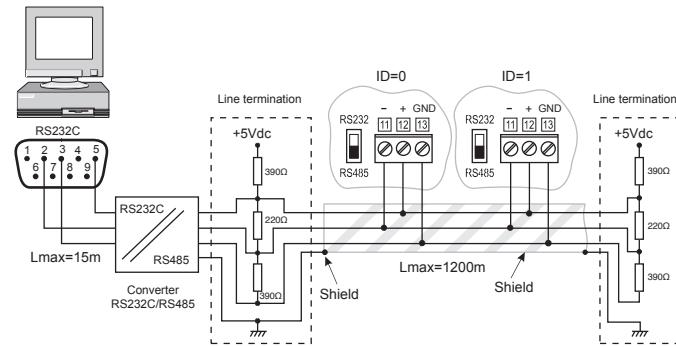 RS232C
1 2 3 4 5
6 7 8 9
Lmax=15m
RS232C
RS485
Converter
RS232C/RS485
Line termination
+5Vdc
390Ω
220Ω
390Ω
ID=0
RS232
RS485
− + GND
11 12 13
ID=1
RS232
RS485
− + GND
11 12 13
Shield
Lmax=1200m
Shield
Line termination
+5Vdc
390Ω
220Ω
390Ω